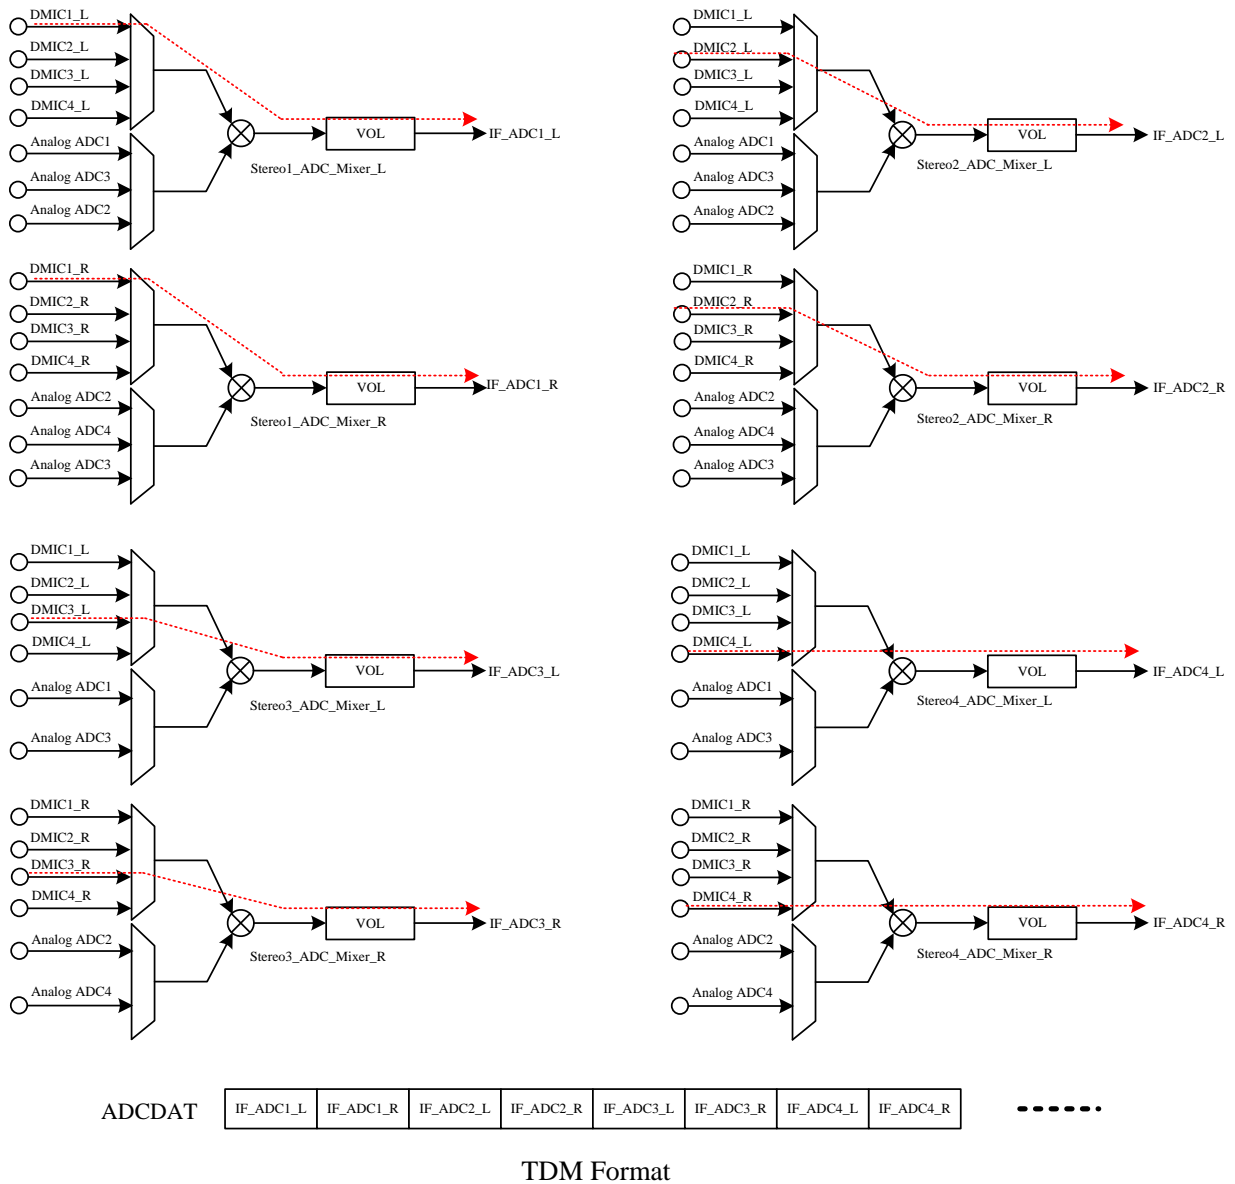 DMIC1_L
DMIC2_L
DMIC3_L
DMIC4_L
Analog ADC1
Analog ADC3
Analog ADC2
VOL
IF_ADC1_L
Stereo1_ADC_Mixer_L
DMIC1_L
DMIC2_L
DMIC3_L
DMIC4_L
Analog ADC1
Analog ADC3
Analog ADC2
VOL
IF_ADC2_L
Stereo2_ADC_Mixer_L
DMIC1_R
DMIC2_R
DMIC3_R
DMIC4_R
Analog ADC2
Analog ADC4
Analog ADC3
VOL
IF_ADC1_R
Stereo1_ADC_Mixer_R
DMIC1_R
DMIC2_R
DMIC3_R
DMIC4_R
Analog ADC2
Analog ADC4
Analog ADC3
VOL
IF_ADC2_R
Stereo2_ADC_Mixer_R
DMIC1_L
DMIC2_L
DMIC3_L
DMIC4_L
Analog ADC1
Analog ADC3
VOL
IF_ADC3_L
Stereo3_ADC_Mixer_L
DMIC1_L
DMIC2_L
DMIC3_L
DMIC4_L
Analog ADC1
Analog ADC3
VOL
IF_ADC4_L
Stereo4_ADC_Mixer_L
DMIC1_R
DMIC2_R
DMIC3_R
DMIC4_R
Analog ADC2
Analog ADC4
VOL
IF_ADC3_R
Stereo3_ADC_Mixer_R
DMIC1_R
DMIC2_R
DMIC3_R
DMIC4_R
Analog ADC2
Analog ADC4
VOL
IF_ADC4_R
Stereo4_ADC_Mixer_R
ADCDAT IF_ADC1_L IF_ADC1_R IF_ADC2_L IF_ADC2_R IF_ADC3_L IF_ADC3_R IF_ADC4_L IF_ADC4_R
TDM Format